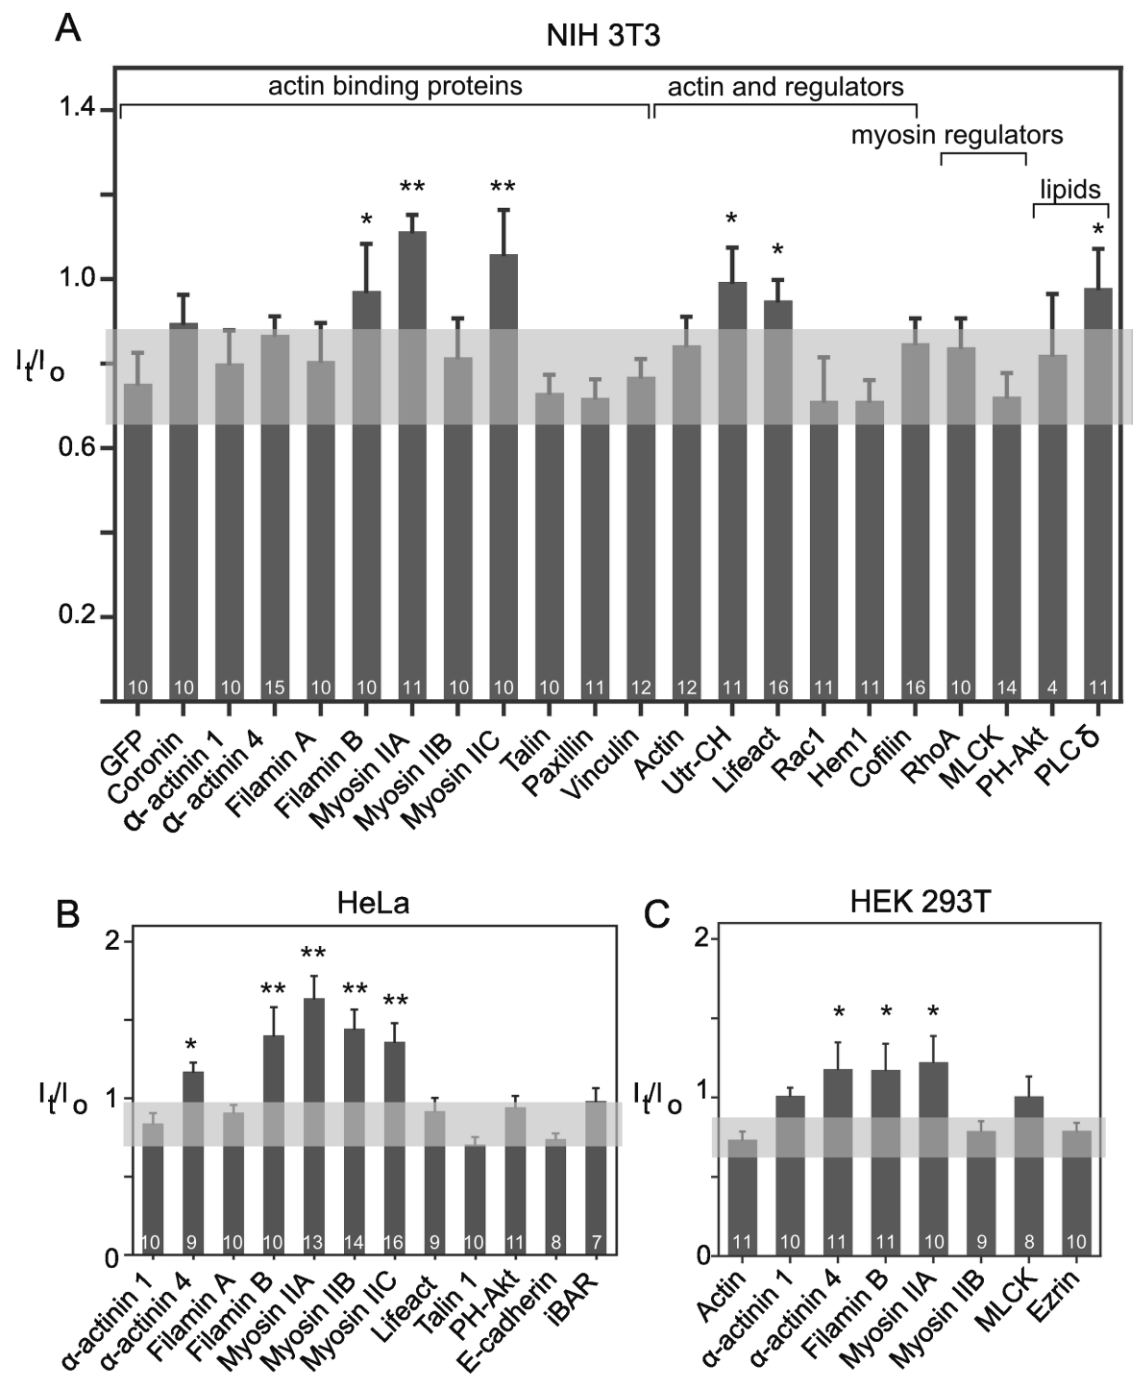 A
NIH 3T3
actin binding proteins
actin and regulators
myosin regulators
lipids
1.4
1.0
0.6
0.2
It/Io
* ** ** * * *
10 10 10 15 10 10 11 10 10 10 11 12 12 11 16 11 11 16 10 14 4 11
GFP
Coronin
α-actinin 1
α- actinin 4
Filamin A
Filamin B
Myosin IIA
Myosin IIB
Myosin IIC
Talin
Paxillin
Vinculin
Actin
Utr-CH
Lifeact
Rac1
Hem1
Cofilin
RhoA
MLCK
PH-Akt
PLCδ
B
HeLa
2
1
0
It/Io
* ** ** ** **
10 9 10 10 13 14 16 9 10 11 8 7
α-actinin 1
α-actinin 4
Filamin A
Filamin B
Myosin IIA
Myosin IIB
Myosin IIC
Lifeact
Talin 1
PH-Akt
E-cadherin
iBAR
C
HEK 293T
2
1
0
It/Io
* * *
11 10 11 11 10 9 8 10
Actin
α-actinin 1
α-actinin 4
Filamin B
Myosin IIA
Myosin IIB
MLCK
Ezrin